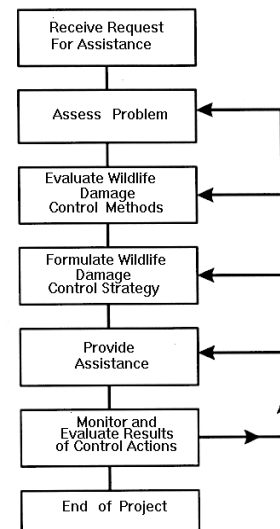 Receive Request
For Assistance
Assess Problem
Evaluate Wildlife
Damage
Control Methods
Formulate Wildlife
Damage
Control Strategy
Provide
Assistance
Monitor and
Evaluate Results
of Control Actions
End of Project